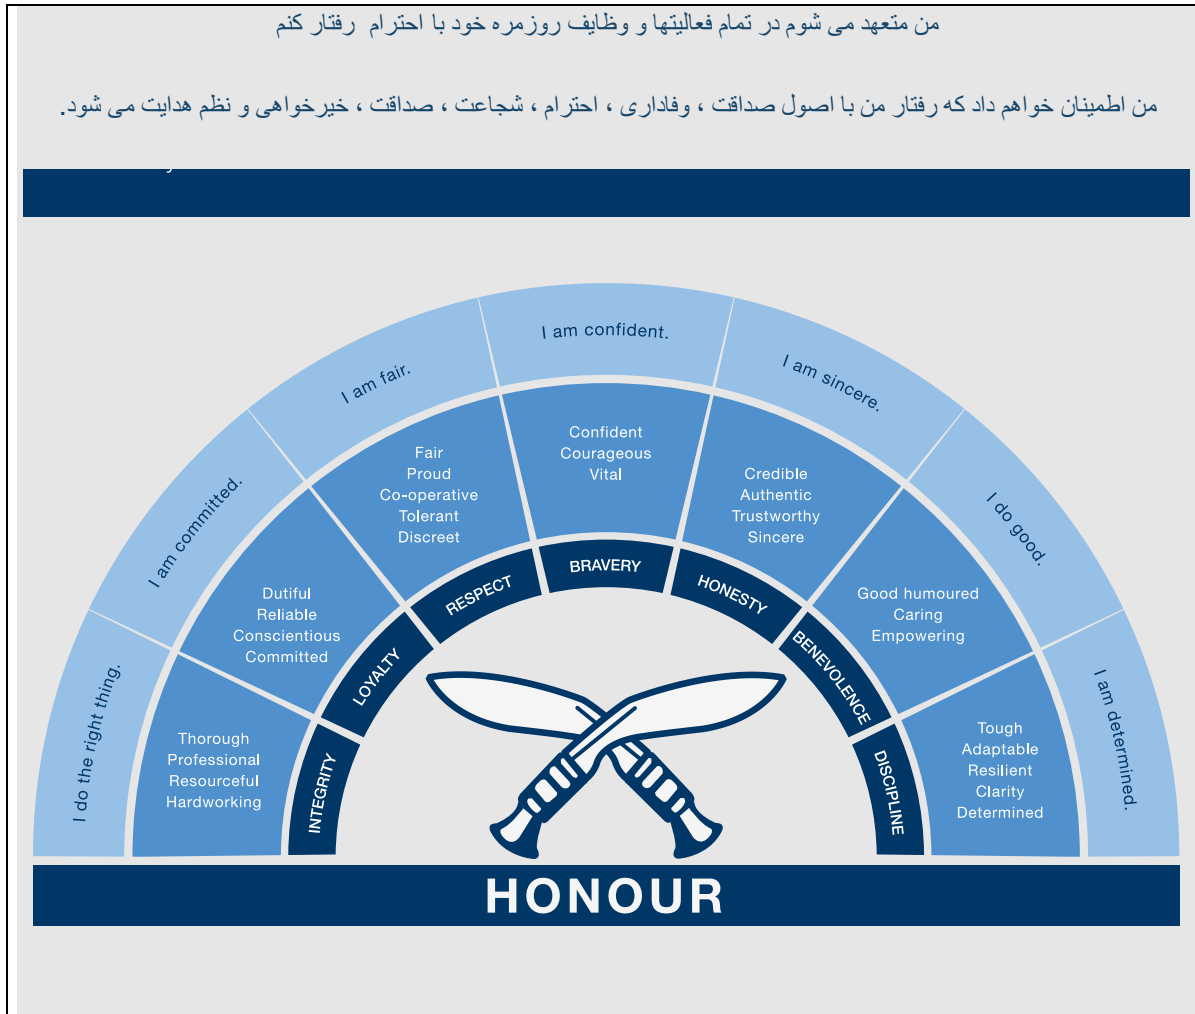 من متعهد می شوم در تمام فعالیتها و وظایف روزمره خود با احترام رفتار کنم
من اطمینان خواهم داد که رفتار من با اصول صداقت ، وفاداری ، احترام ، شجاعت ، صداقت ، خیرخواهی و نظم هدایت می شود.
I do the right thing.
I am committed.
I am fair.
I am confident.
I am sincere.
I do good.
I am determined.
Thorough
Professional
Resourceful
Hardworking
Dutiful
Reliable
Conscientious
Committed
Fair
Proud
Co-operative
Tolerant
Discreet
Confident
Courageous
Vital
Credible
Authentic
Trustworthy
Sincere
Good humoured
Caring
Empowering
Tough
Adaptable
Resilient
Clarity
Determined
INTEGRITY
LOYALTY
RESPECT
BRAVERY
HONESTY
BENEVOLENCE
DISCIPLINE
HONOUR